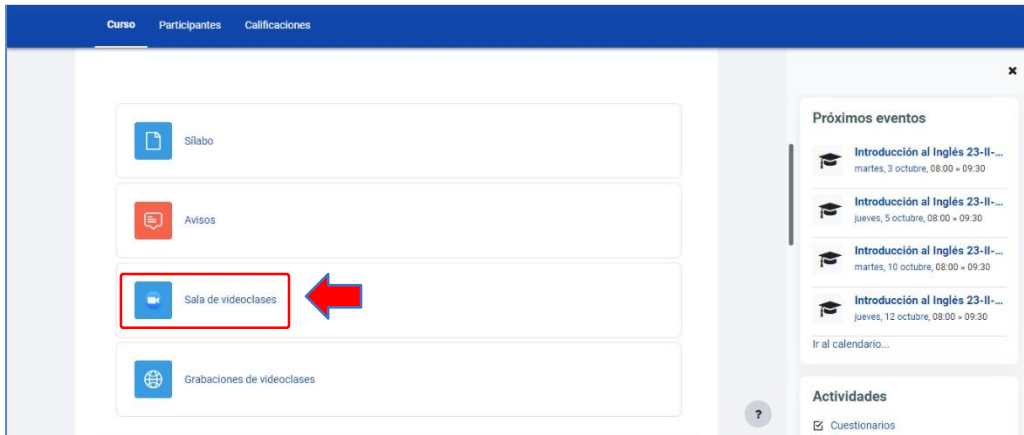 Curso Participantes Calificaciones
Sílabo
Avisos
Sala de videoclases
Grabaciones de videoclases
?
Próximos eventos
Introducción al Inglés 23-II-...
martes, 3 octubre, 08:00 » 09:30
Introducción al Inglés 23-II-...
jueves, 5 octubre, 08:00 » 09:30
Introducción al Inglés 23-II-...
martes, 10 octubre, 08:00 » 09:30
Introducción al Inglés 23-II-...
jueves, 12 octubre, 08:00 » 09:30
Ir al calendario...
Actividades
Cuestionarios